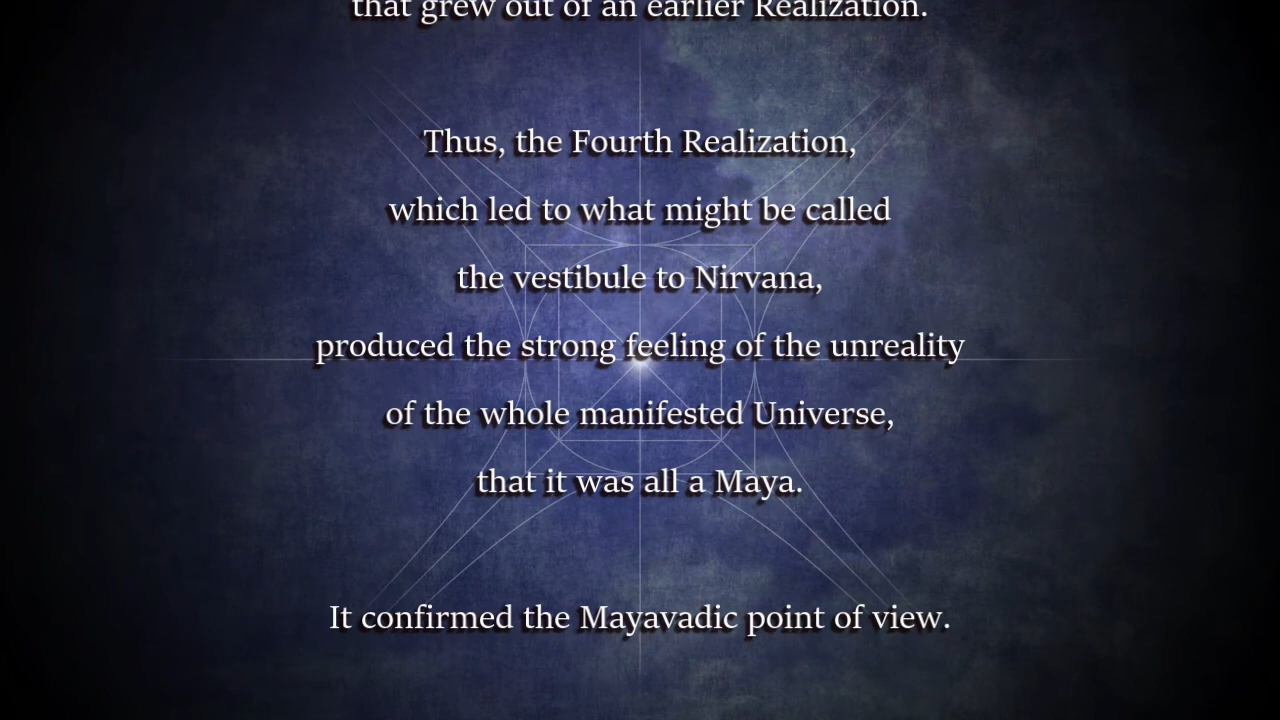 that grew out of an earlier Realization.
Thus, the Fourth Realization,
which led to what might be called
the vestibule to Nirvana,
produced the strong feeling of the unreality
of the whole manifested Universe,
that it was all a Maya.
It confirmed the Mayavadic point of view.